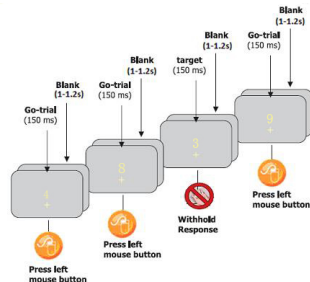 Go-trial
(150 ms)
Blank
(1-1.2s)
+
Press left
mouse button
Go-trial
(150 ms)
Blank
(1-1.2s)
8
+
Press left
mouse button
target
(150 ms)
Blank
(1-1.2s)
3
+
Withhold
Response
Go-trial
(150 ms)
Blank
(1-1.2s)
9
+
Press left
mouse button